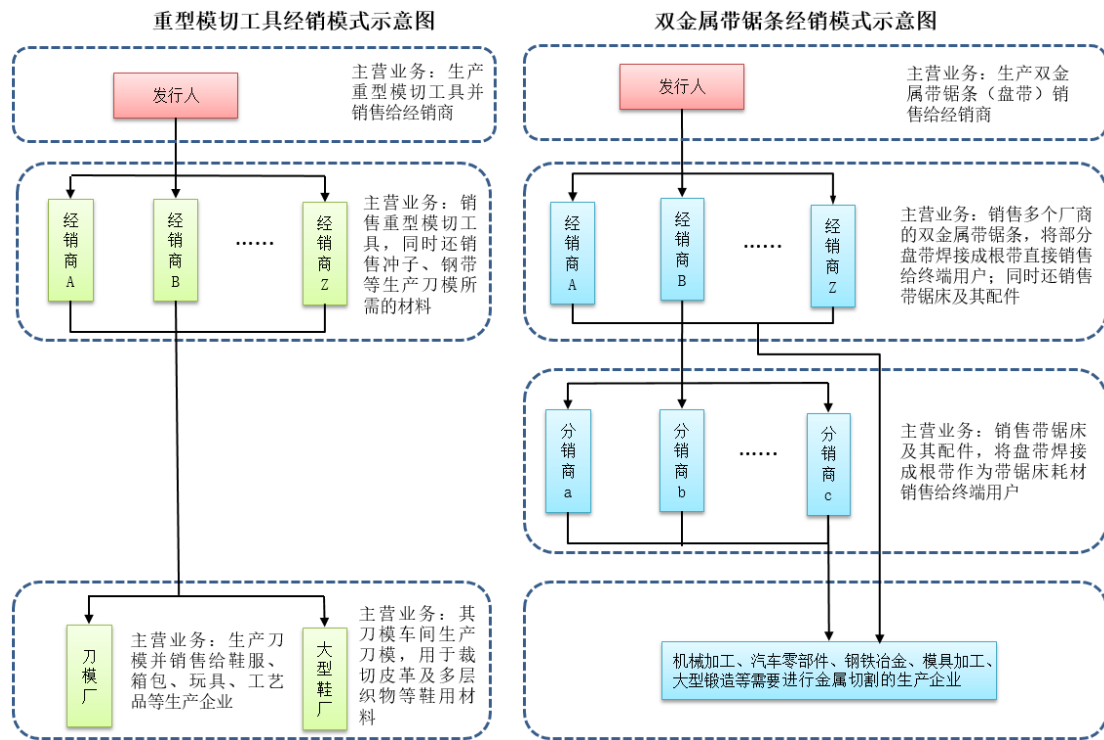 重型模切工具经销模式示意图
发行人
主营业务：生产
重型模切工具并
销售给经销商
经销商A
经销商B
……
经销商Z
主营业务：销
售重型模切工
具，同时还销
售冲子、钢带
等生产刀模所
需的材料
刀模厂
主营业务：生产刀
模并销售给鞋服、
箱包、玩具、工艺
品等生产企业
大型鞋厂
主营业务：其
刀模车间生产
刀模，用于裁
切皮革及多层
织物等鞋用材
料
双金属带锯条经销模式示意图
发行人
主营业务：生产双金
属带锯条（盘带）销
售给经销商
经销商A
经销商B
……
经销商Z
主营业务：销售多个厂商
的双金属带锯条，将部分
盘带焊接成根带直接销售
给终端用户；同时还销售
带锯床及其配件
分销商a
分销商b
……
分销商c
主营业务：销售带锯床
及其配件，将盘带焊接
成根带作为带锯床耗材
销售给终端用户
机械加工、汽车零部件、钢铁冶金、模具加工、
大型锻造等需要进行金属切割的生产企业